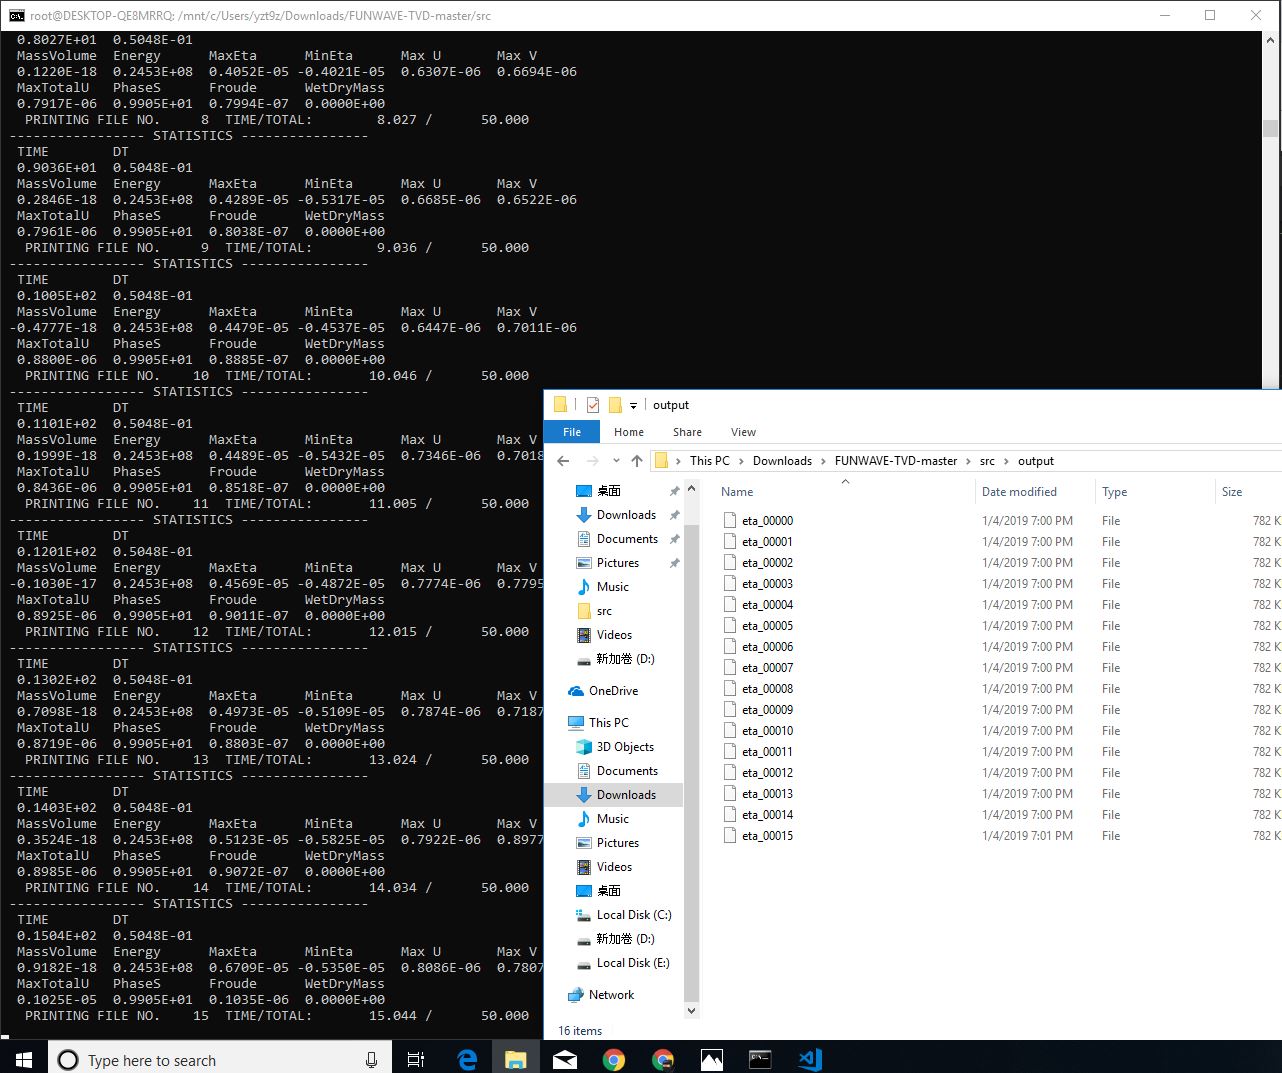 root@DESKTOP-QE8MRRQ: /mnt/c/Users/yzt9z/Downloads/FUNWAVE-TVD-master/src
0.8027E+01 0.5048E-01
MassVolume Energy MaxEta MinEta Max U Max V
0.1220E-18 0.2453E+08 0.4052E-05 -0.4021E-05 0.6307E-06 0.6694E-06
MaxTotalU PhaseS Froude WetDryMass
0.7917E-06 0.9905E+01 0.7994E-07 0.0000E+00
PRINTING FILE NO. 8 TIME/TOTAL: 8.027 / 50.000
----------------- STATISTICS ----------------
TIME DT
0.9036E+01 0.5048E-01
MassVolume Energy MaxEta MinEta Max U Max V
0.2846E-18 0.2453E+08 0.4289E-05 -0.5317E-05 0.6685E-06 0.6522E-06
MaxTotalU PhaseS Froude WetDryMass
0.7961E-06 0.9905E+01 0.8038E-07 0.0000E+00
PRINTING FILE NO. 9 TIME/TOTAL: 9.036 / 50.000
----------------- STATISTICS ----------------
TIME DT
0.1005E+02 0.5048E-01
MassVolume Energy MaxEta MinEta Max U Max V
-0.4777E-18 0.2453E+08 0.4479E-05 -0.4537E-05 0.6447E-06 0.7011E-06
MaxTotalU PhaseS Froude WetDryMass
0.8800E-06 0.9905E+01 0.8885E-07 0.0000E+00
PRINTING FILE NO. 10 TIME/TOTAL: 10.046 / 50.000
----------------- STATISTICS ----------------
TIME DT
0.1101E+02 0.5048E-01
MassVolume Energy MaxEta MinEta Max U Max V
0.1999E-18 0.2453E+08 0.4489E-05 -0.5432E-05 0.7346E-06 0.7018
MaxTotalU PhaseS Froude WetDryMass
0.8436E-06 0.9905E+01 0.8518E-07 0.0000E+00
PRINTING FILE NO. 11 TIME/TOTAL: 11.005 / 50.000
----------------- STATISTICS ----------------
TIME DT
0.1201E+02 0.5048E-01
MassVolume Energy MaxEta MinEta Max U Max V
-0.1030E-17 0.2453E+08 0.4569E-05 -0.4872E-05 0.7774E-06 0.7795
MaxTotalU PhaseS Froude WetDryMass
0.8925E-06 0.9905E+01 0.9011E-07 0.0000E+00
PRINTING FILE NO. 12 TIME/TOTAL: 12.015 / 50.000
----------------- STATISTICS ----------------
TIME DT
0.1302E+02 0.5048E-01
MassVolume Energy MaxEta MinEta Max U Max V
0.7098E-18 0.2453E+08 0.4973E-05 -0.5109E-05 0.7874E-06 0.7187
MaxTotalU PhaseS Froude WetDryMass
0.8719E-06 0.9905E+01 0.8803E-07 0.0000E+00
PRINTING FILE NO. 13 TIME/TOTAL: 13.024 / 50.000
----------------- STATISTICS ----------------
TIME DT
0.1403E+02 0.5048E-01
MassVolume Energy MaxEta MinEta Max U Max V
0.3524E-18 0.2453E+08 0.5123E-05 -0.5825E-05 0.7922E-06 0.8977
MaxTotalU PhaseS Froude WetDryMass
0.8985E-06 0.9905E+01 0.9072E-07 0.0000E+00
PRINTING FILE NO. 14 TIME/TOTAL: 14.034 / 50.000
----------------- STATISTICS ----------------
TIME DT
0.1504E+02 0.5048E-01
MassVolume Energy MaxEta MinEta Max U Max V
0.9182E-18 0.2453E+08 0.6709E-05 -0.5350E-05 0.8086E-06 0.7807
MaxTotalU PhaseS Froude WetDryMass
0.1025E-05 0.9905E+01 0.1035E-06 0.0000E+00
PRINTING FILE NO. 15 TIME/TOTAL: 15.044 / 50.000
output
File Home Share View
This PC > Downloads > FUNWAVE-TVD-master > src > output
桌面
Downloads
Documents
Pictures
Music
src
Videos
新加卷 (D:)
OneDrive
This PC
3D Objects
Documents
Downloads
Music
Pictures
Videos
桌面
Local Disk (C:)
新加卷 (D:)
Local Disk (E:)
Network
Name Date modified Type Size
eta_00000 1/4/2019 7:00 PM File 782 K
eta_00001 1/4/2019 7:00 PM File 782 K
eta_00002 1/4/2019 7:00 PM File 782 K
eta_00003 1/4/2019 7:00 PM File 782 K
eta_00004 1/4/2019 7:00 PM File 782 K
eta_00005 1/4/2019 7:00 PM File 782 K
eta_00006 1/4/2019 7:00 PM File 782 K
eta_00007 1/4/2019 7:00 PM File 782 K
eta_00008 1/4/2019 7:00 PM File 782 K
eta_00009 1/4/2019 7:00 PM File 782 K
eta_00010 1/4/2019 7:00 PM File 782 K
eta_00011 1/4/2019 7:00 PM File 782 K
eta_00012 1/4/2019 7:00 PM File 782 K
eta_00013 1/4/2019 7:00 PM File 782 K
eta_00014 1/4/2019 7:00 PM File 782 K
eta_00015 1/4/2019 7:01 PM File 782 K
16 items
Type here to search